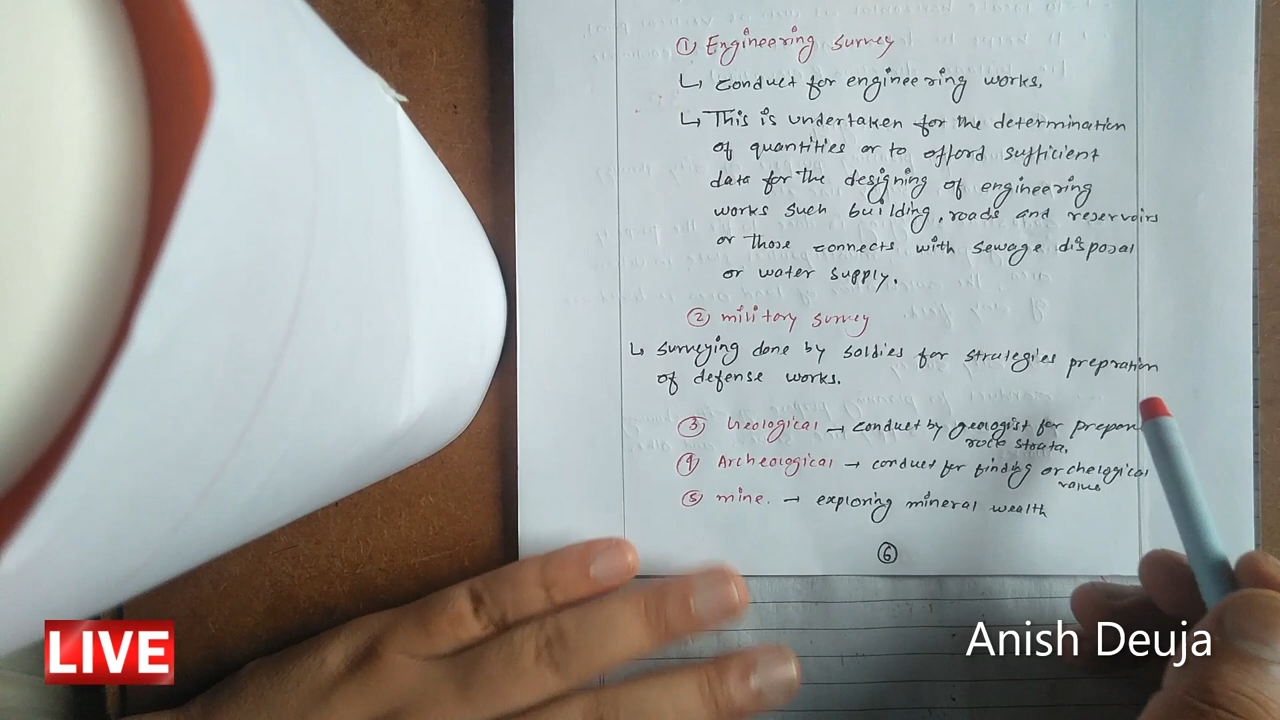 ① Engineering survey
↳ conduct for engineering works.
↳ This is undertaken for the determination
of quantities or to offord sufficient
data for the designing of engineering
works such building, roads and reservoirs
or those connects with sewage disposal
or water supply.
② military survey
↳ surveying done by soldies for strategies prepration
of defense works.
③ Geological → conduct by geologist for
rock strata.
④ Archeological → conduct for finding orchelogical
value
⑤ mine. → exploring mineral wealth
⑥
LIVE
Anish Deuja